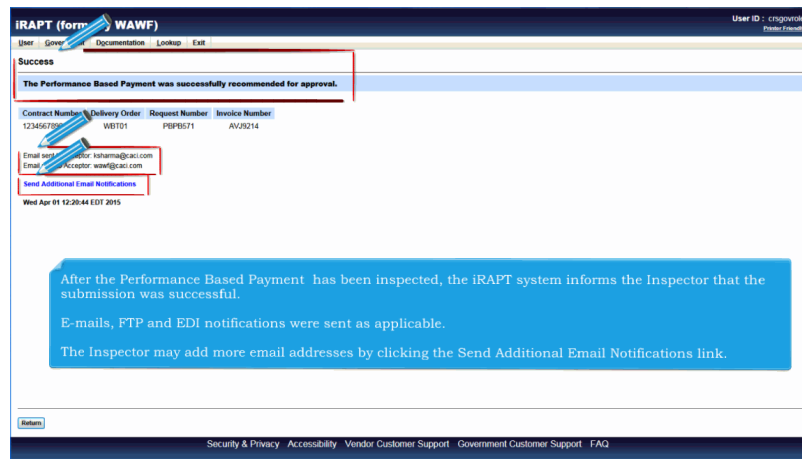 iRAPT (form WAWF)
User ID : crsgovrole
Printer Friendl
User Gove Documentation Lookup Exit
Success
The Performance Based Payment was successfully recommended for approval.
Contract Number Delivery Order Request Number Invoice Number
123456789 WBT01 PBPB571 AVJ9214
Email sent Acceptor: ksharma@caci.com
Email Acceptor: wawf@caci.com
Send Additional Email Notifications
Wed Apr 01 12:20:44 EDT 2015
After the Performance Based Payment has been inspected, the iRAPT system informs the Inspector that the
submission was successful.
E-mails, FTP and EDI notifications were sent as applicable.
The Inspector may add more email addresses by clicking the Send Additional Email Notifications link.
Return
Security & Privacy Accessibility Vendor Customer Support Government Customer Support FAQ